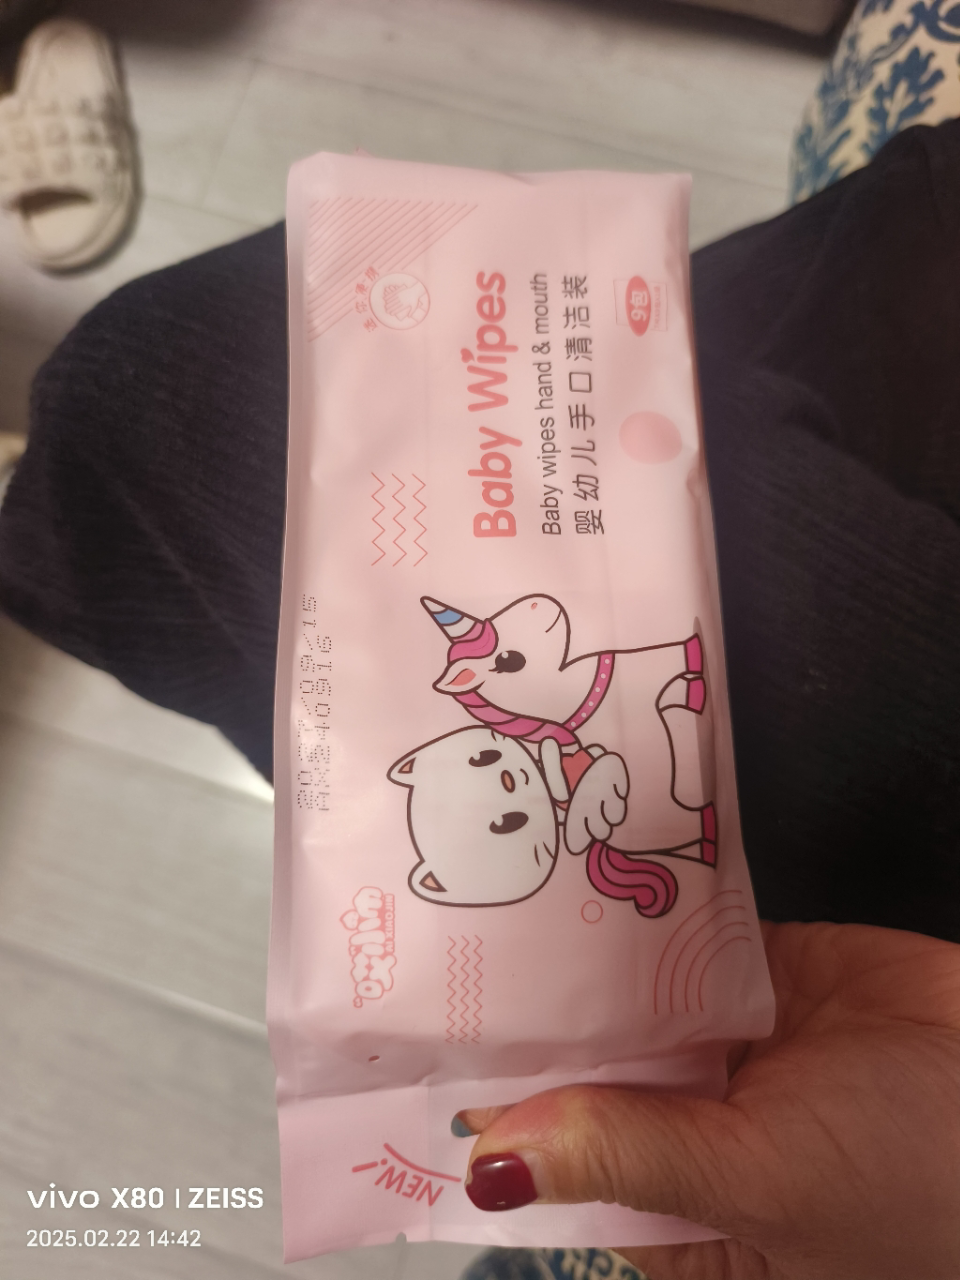 Baby Wipes
Baby wipes hand & mouth
婴幼儿手口清洁装
9包
XIAOJIN
NEW!
vivo X80 | ZEISS
2025.02.22 14:42